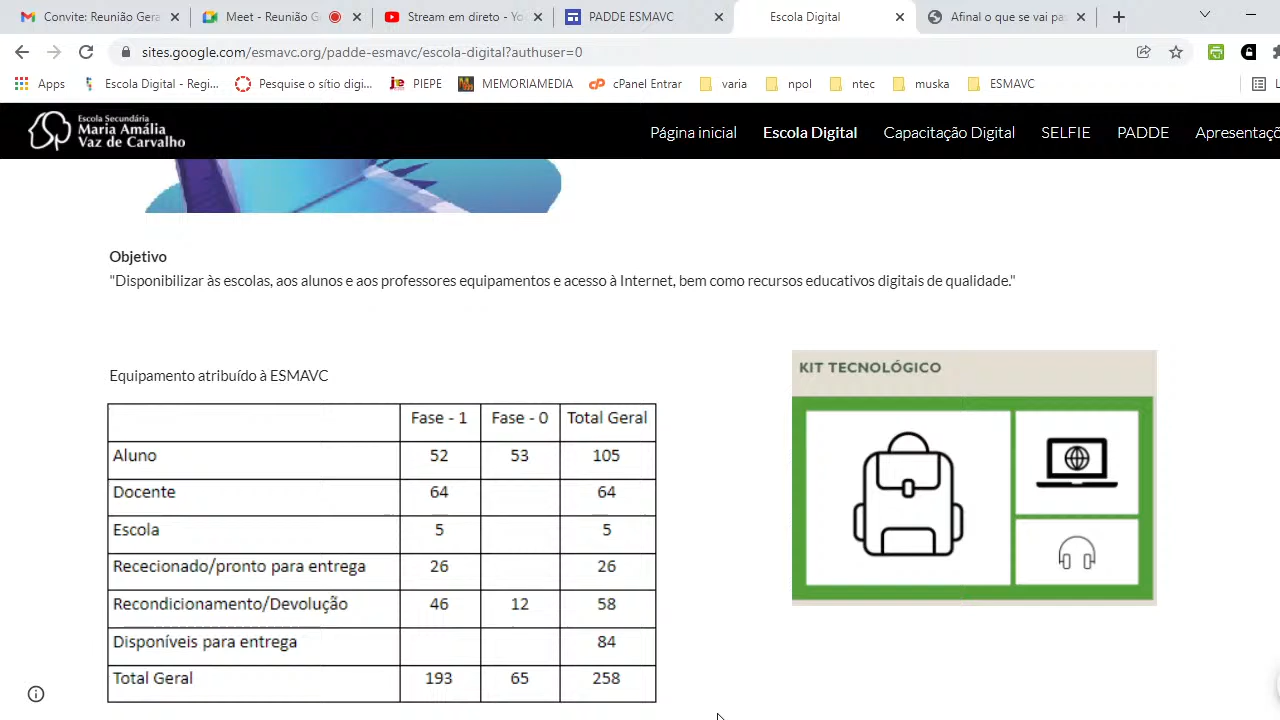 Convite: Reunião Gera
Meet - Reunião G
Stream em direto - Yo
PADDE ESMAVC
Escola Digital
Afinal o que se vai pa
sites.google.com/esmavc.org/padde-esmavc/escola-digital?authuser=0
Apps
Escola Digital - Regi...
Pesquise o sítio digi...
PIEPE
MEMORIAMEDIA
cPanel Entrar
varia
npol
ntec
muska
ESMAVC
Escola Secundária
Maria Amália
Vaz de Carvalho
Página inicial
Escola Digital
Capacitação Digital
SELFIE
PADDE
Apresentaçõ
Objetivo
"Disponibilizar às escolas, aos alunos e aos professores equipamentos e acesso à Internet, bem como recursos educativos digitais de qualidade."
Equipamento atribuído à ESMAVC
Fase - 1 Fase - 0 Total Geral
Aluno 52 53 105
Docente 64 64
Escola 5 5
Rececionado/pronto para entrega 26 26
Recondicionamento/Devolução 46 12 58
Disponíveis para entrega 84
Total Geral 193 65 258
KIT TECNOLÓGICO